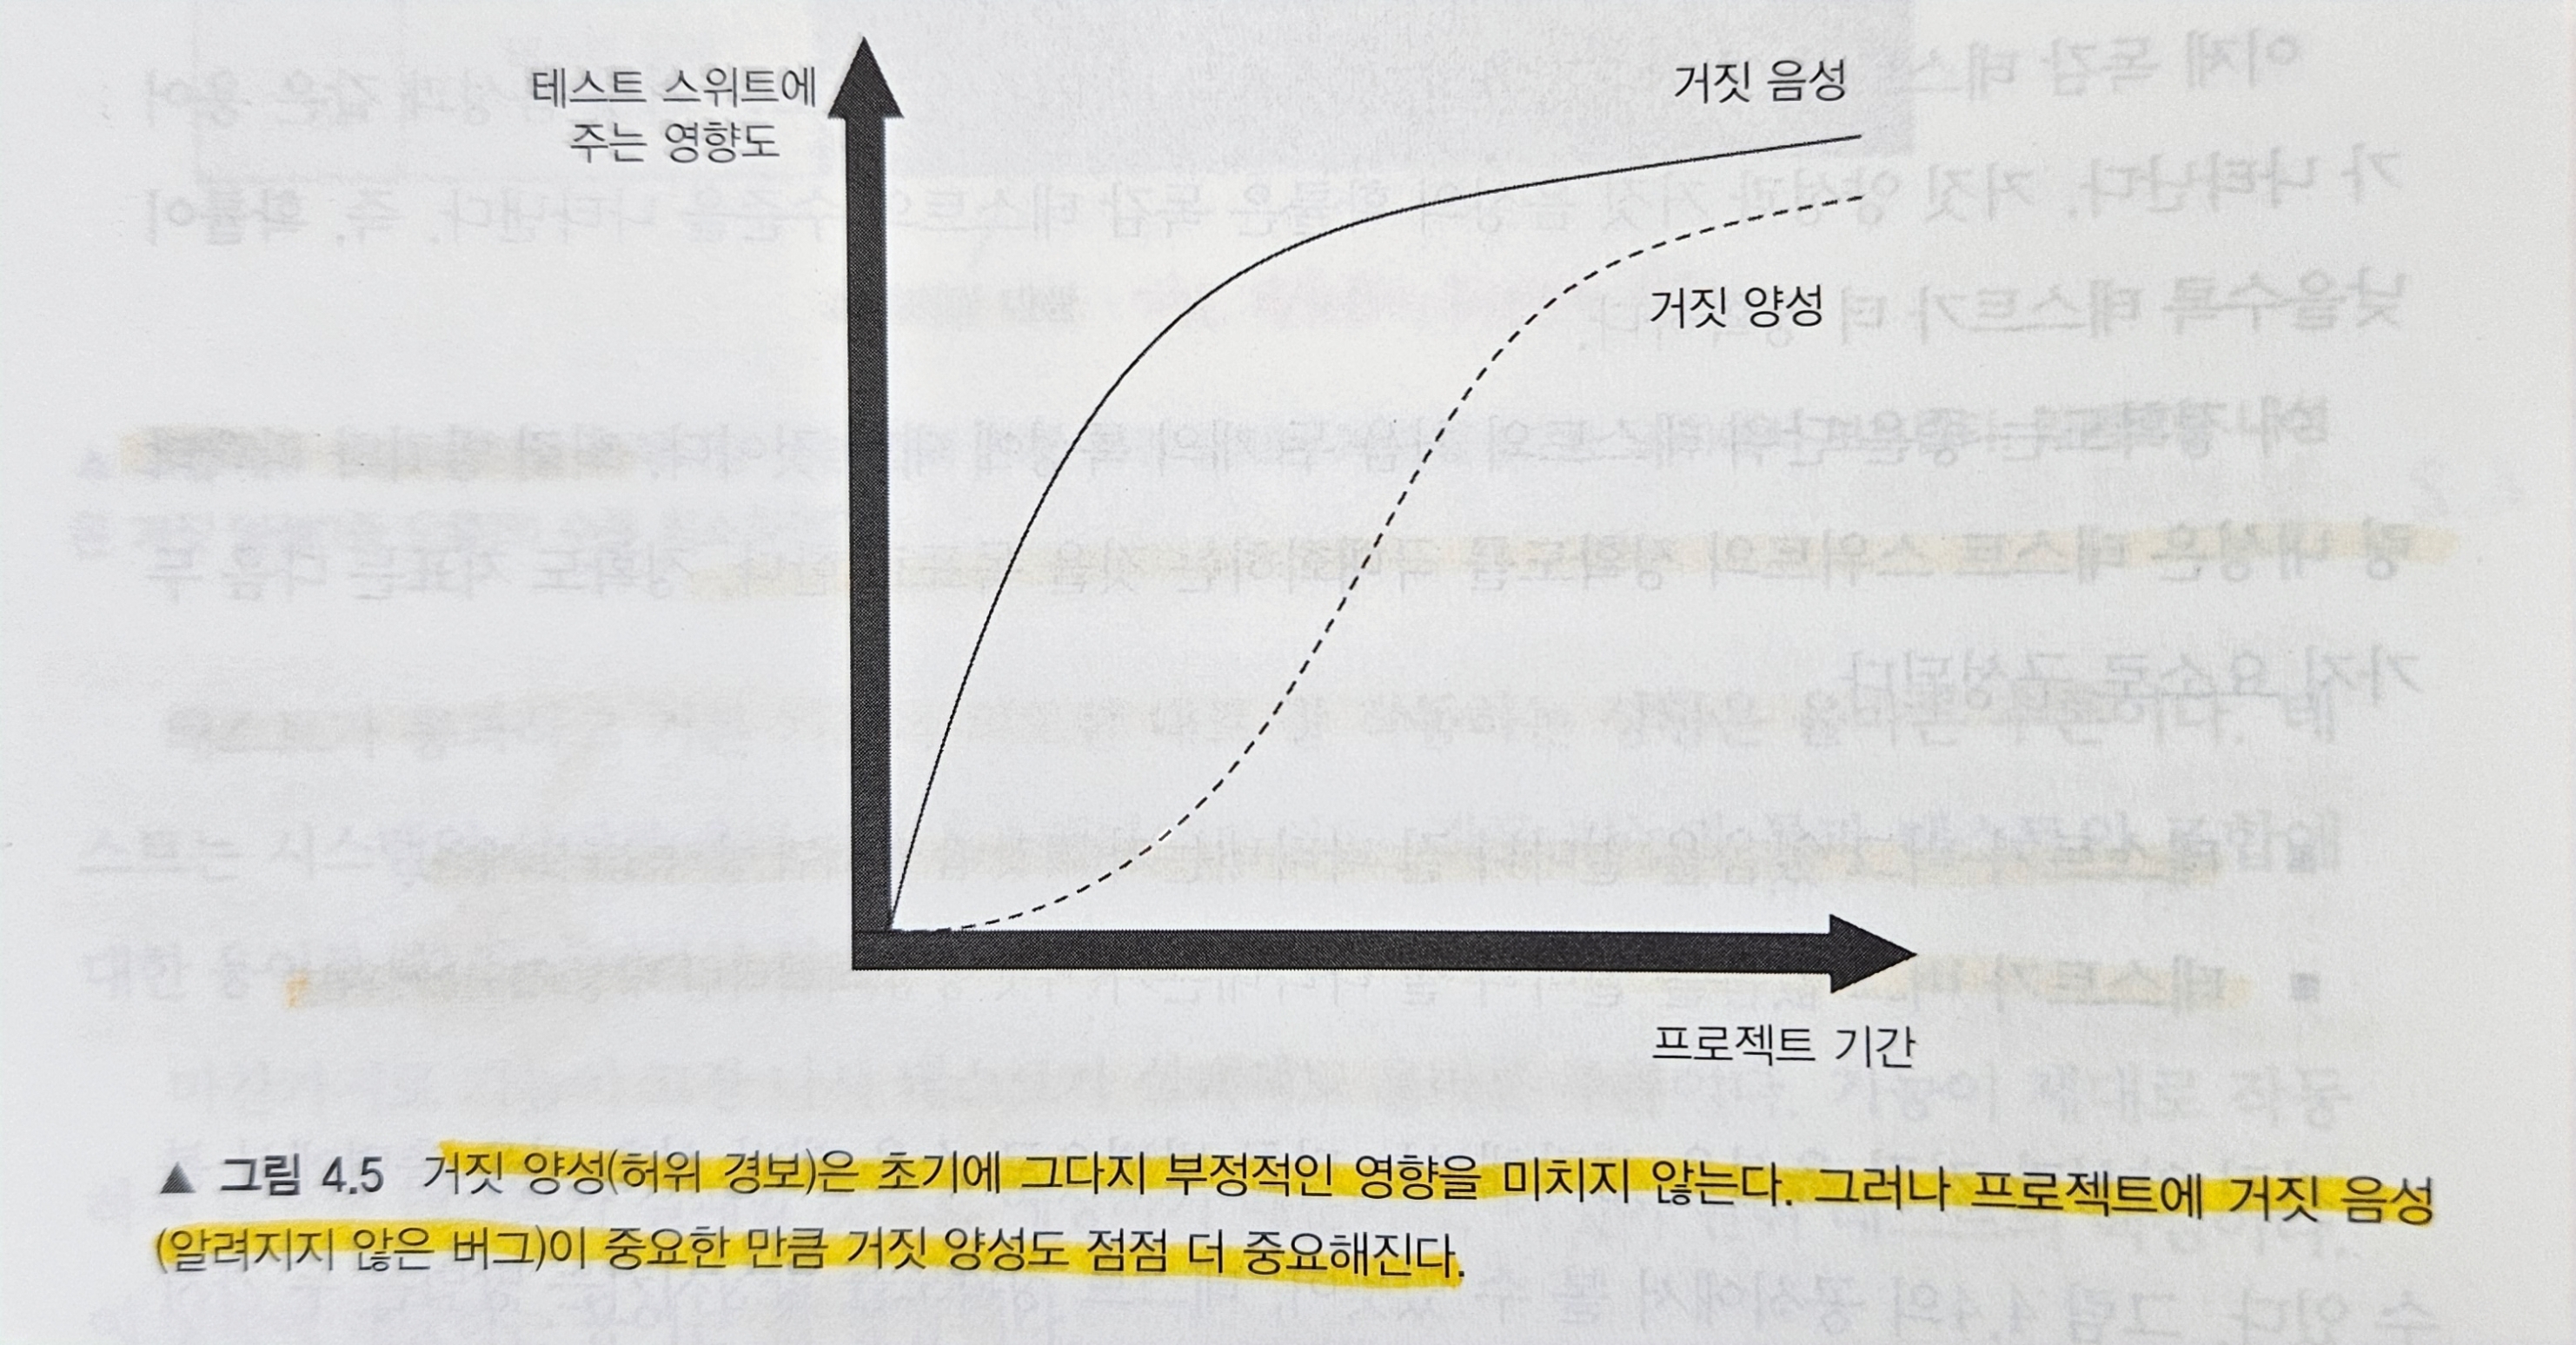 테스트 스위트에
주는 영향도
거짓 음성
거짓 양성
프로젝트 기간
▲ 그림 4.5 거짓 양성(허위 경보)은 초기에 그다지 부정적인 영향을 미치지 않는다. 그러나 프로젝트에 거짓 음성
(알려지지 않은 버그)이 중요한 만큼 거짓 양성도 점점 더 중요해진다.